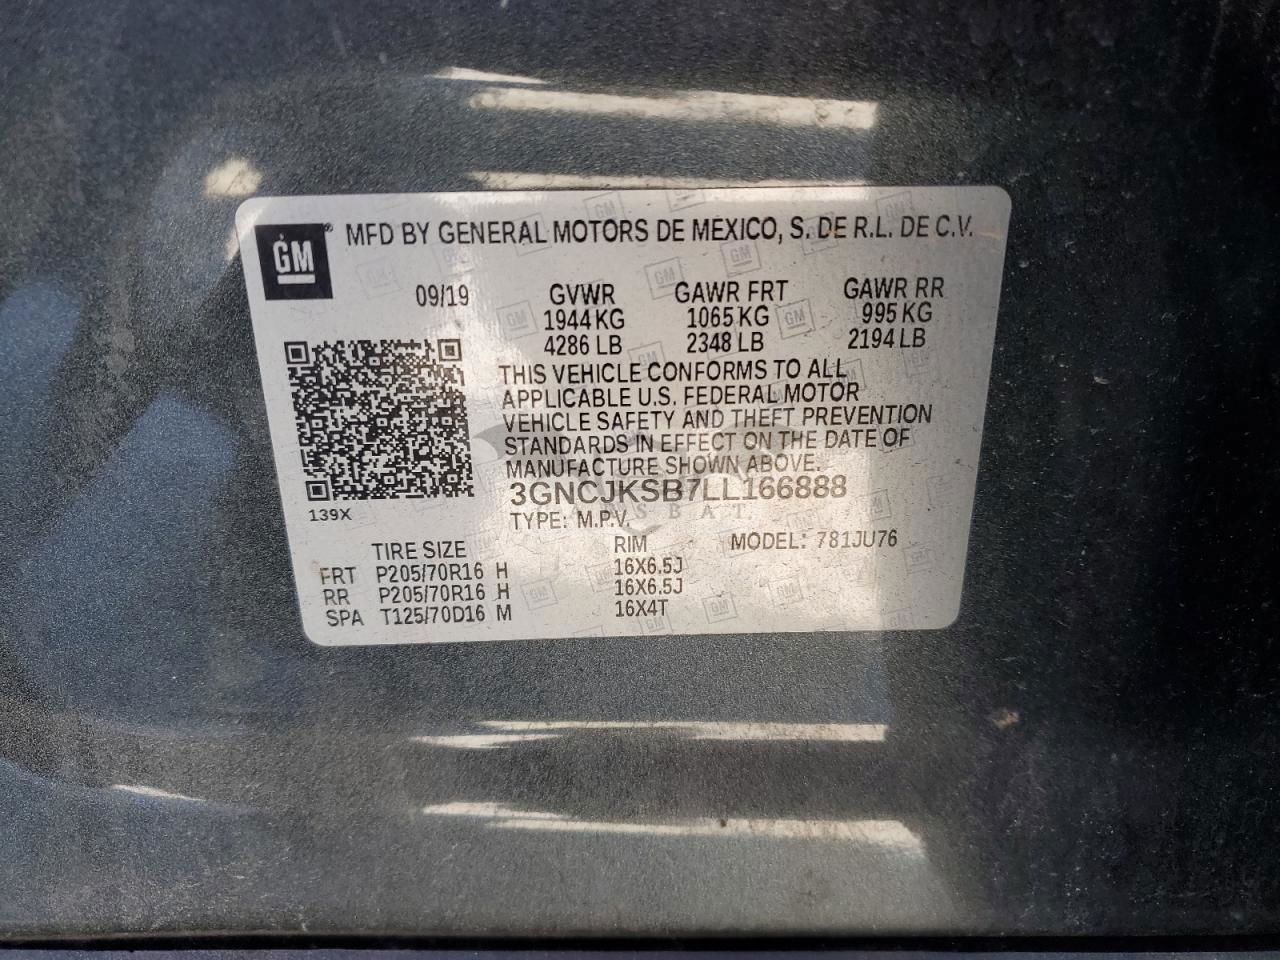 GM® MFD BY GENERAL MOTORS DE MEXICO, S. DE R.L. DE C.V.
09/19 GVWR GAWR FRT GAWR RR
1944 KG 1065 KG 995 KG
4286 LB 2348 LB 2194 LB
THIS VEHICLE CONFORMS TO ALL
APPLICABLE U.S. FEDERAL MOTOR
VEHICLE SAFETY AND THEFT PREVENTION
STANDARDS IN EFFECT ON THE DATE OF
MANUFACTURE SHOWN ABOVE.
3GNCJKSB7LL166888
139X
TYPE: M.P.V.
CARSBAT
TIRE SIZE RIM MODEL: 781JU76
FRT P205/70R16 H 16X6.5J
RR P205/70R16 H 16X6.5J
SPA T125/70D16 M 16X4T